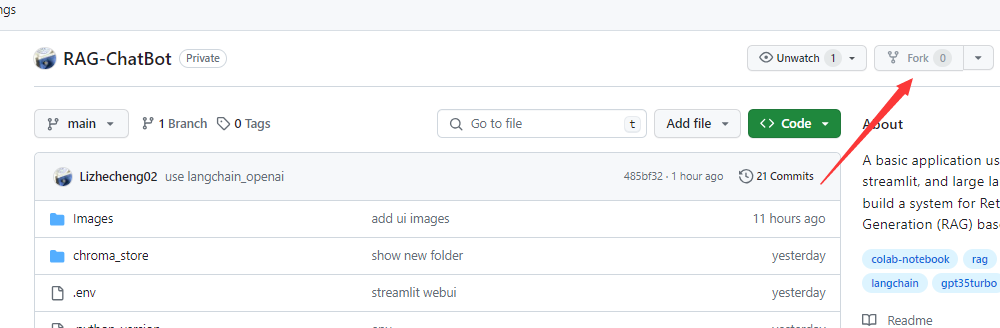 ngs
RAG-ChatBot Private Unwatch 1 Fork 0
main 1 Branch 0 Tags Go to file t Add file <> Code About
Lizhecheng02 use langchain_openai 485bf32 · 1 hour ago 21 Commits
A basic application us
streamlit, and large la
build a system for Ret
Generation (RAG) bas
Images add ui images 11 hours ago
chroma_store show new folder yesterday
colab-notebook rag
.env streamlit webui yesterday
langchain gpt35turbo
Readme